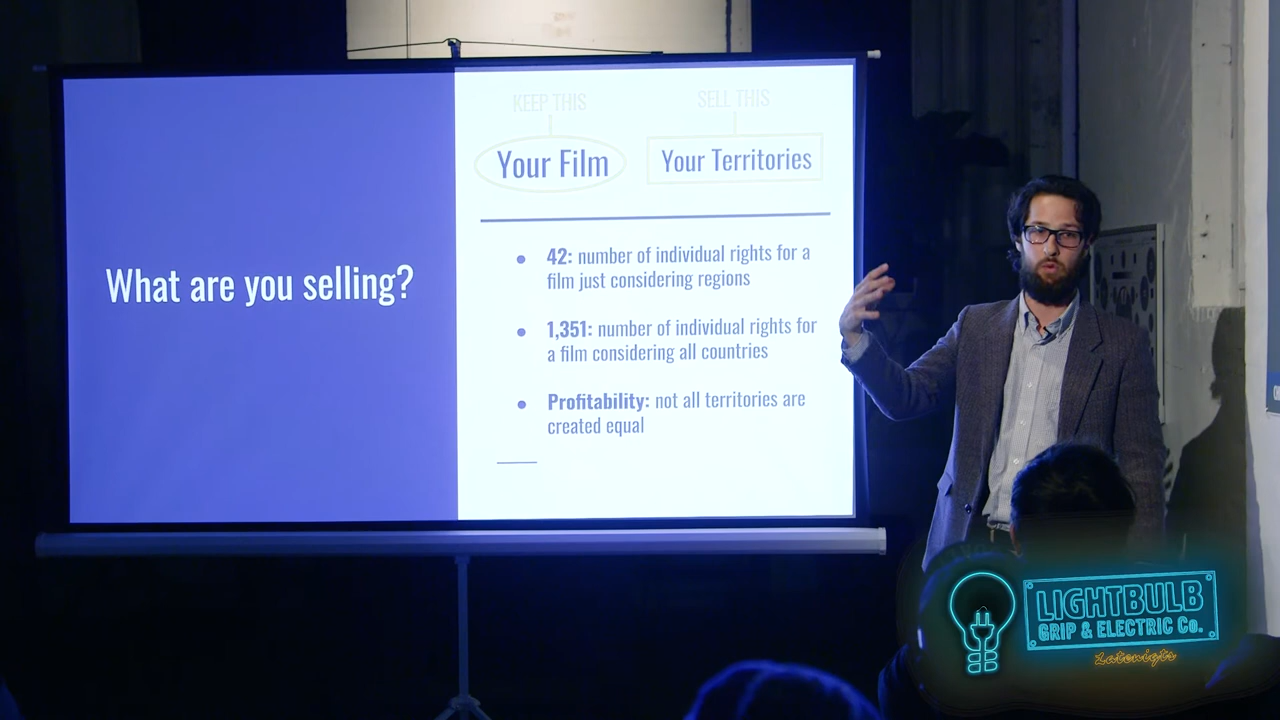 What are you selling?
KEEP THIS
SELL THIS
Your Film
Your Territories
42: number of individual rights for a
film just considering regions
1,351: number of individual rights for
a film considering all countries
Profitability: not all territories are
created equal
LIGHTBULB
GRIP & ELECTRIC Co.
Latenigts